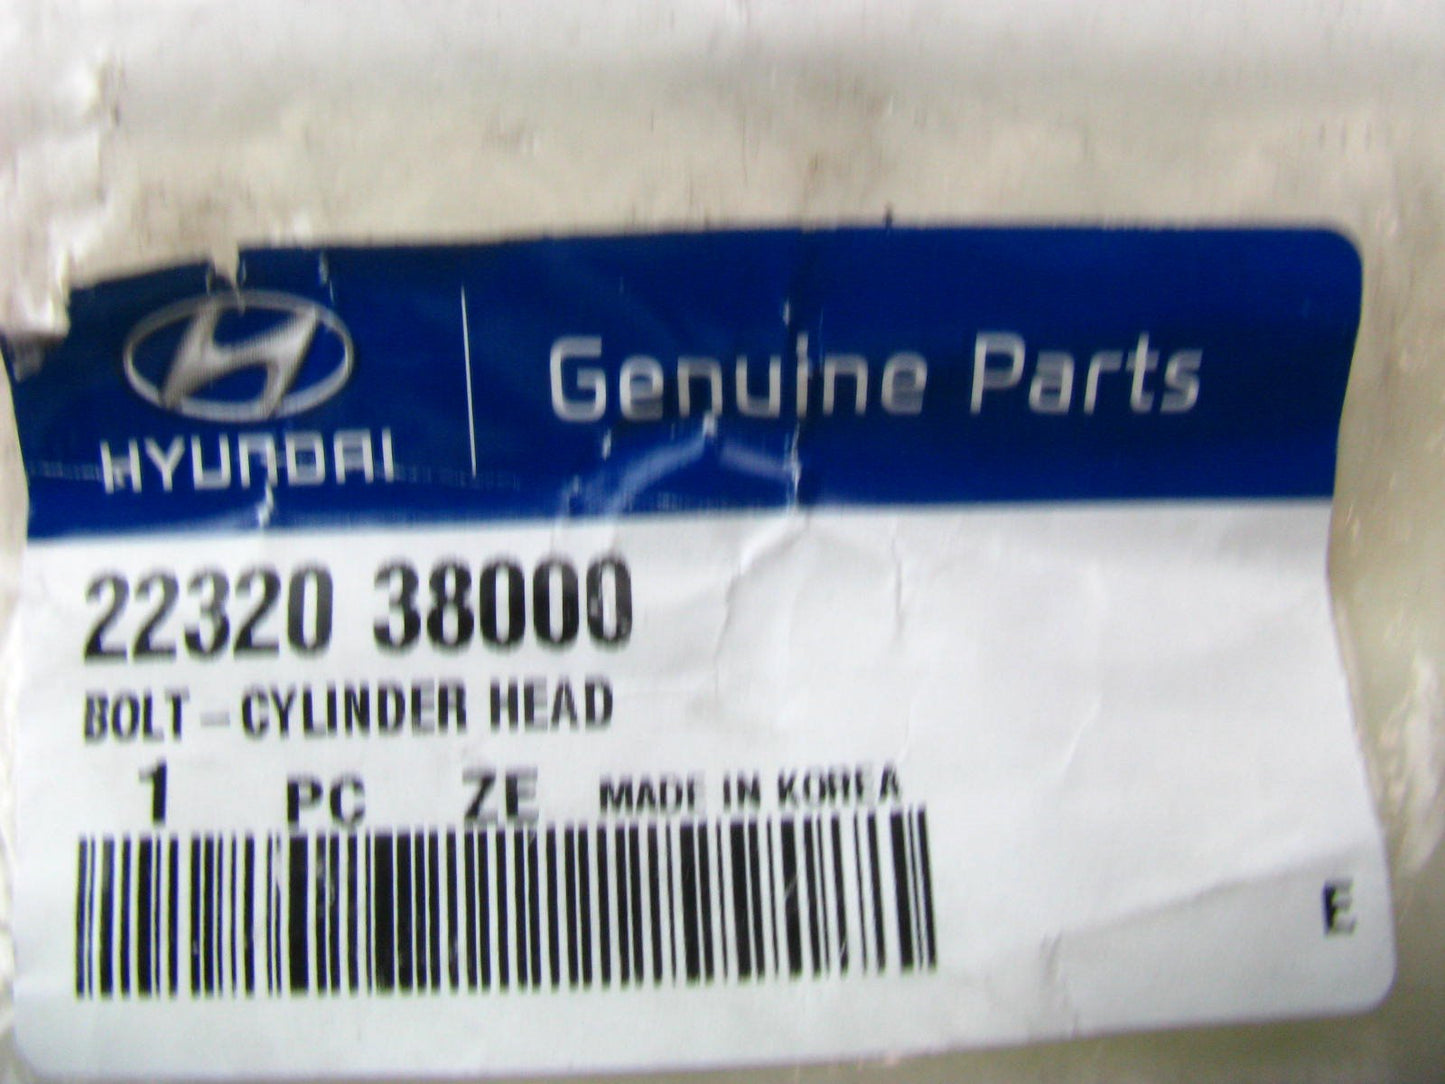 HYUNDAI
Genuine Parts
22320 38000
BOLT-CYLINDER HEAD
1 PC ZE MADE IN KOREA
E